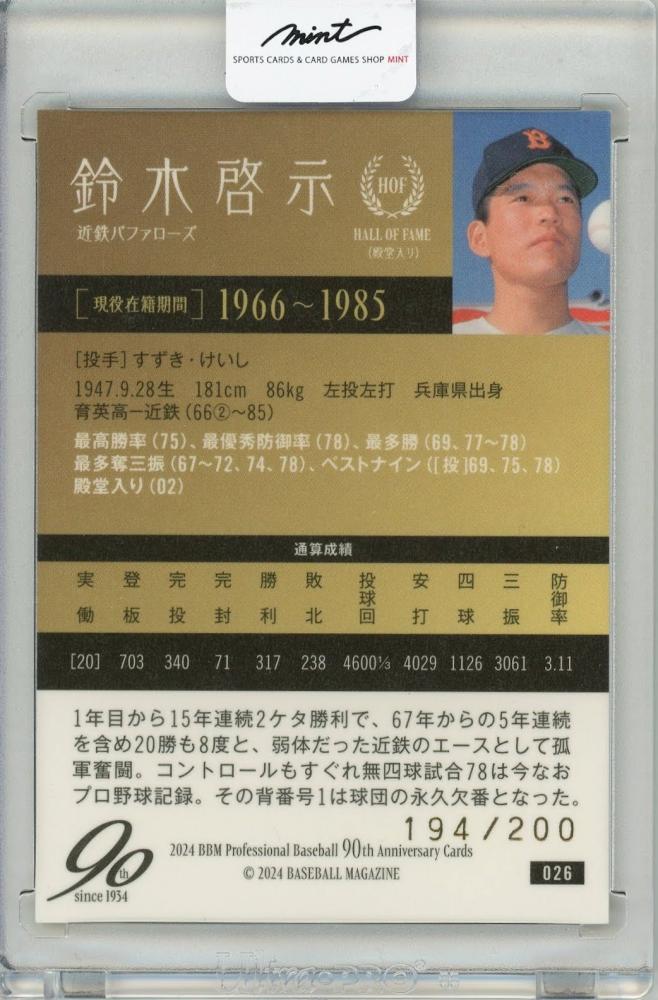 mint
SPORTS CARDS & CARD GAMES SHOP MINT
鈴木啓示
近鉄バファローズ
HOF
HALL OF FAME
(殿堂入り)
B
[現役在籍期間] 1966~1985
[投手]すずき・けいし
1947.9.28生 181cm 86kg 左投左打 兵庫県出身
育英高ー近鉄(66②~85)
最高勝率(75)、最優秀防御率(78)、最多勝(69、77~78)
最多奪三振(67~72、74、78)、ベストナイン([投]69、75、78)
殿堂入り(02)
通算成績
実働 登板 完投 完封 勝利 敗北 投球回 安打 四球 三振 防御率
[20] 703 340 71 317 238 4600⅓ 4029 1126 3061 3.11
1年目から15年連続2ケタ勝利で、67年からの5年連続
を含め20勝も8度と、弱体だった近鉄のエースとして孤
軍奮闘。コントロールもすぐれ無四球試合78は今なお
プロ野球記録。その背番号1は球団の永久欠番となった。
194/200
90th
since 1934
2024 BBM Professional Baseball 90th Anniversary Cards
© 2024 BASEBALL MAGAZINE
026
Ultra•PRO®